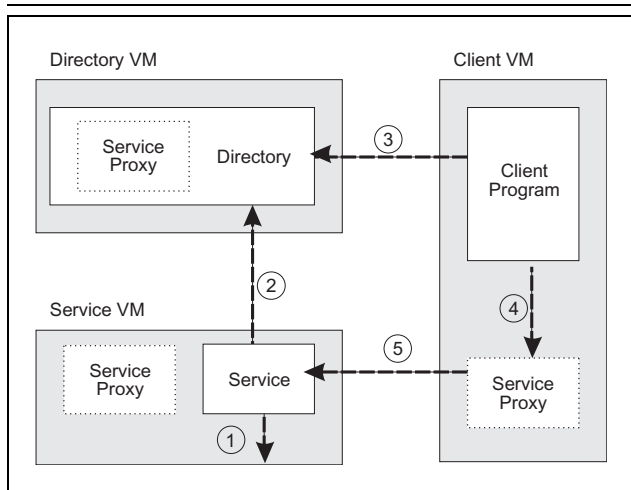 Directory VM
Client VM
Service
Proxy
Directory
3
Client
Program
2
4
Service VM
5
Service
Proxy
Service
Service
Proxy
1